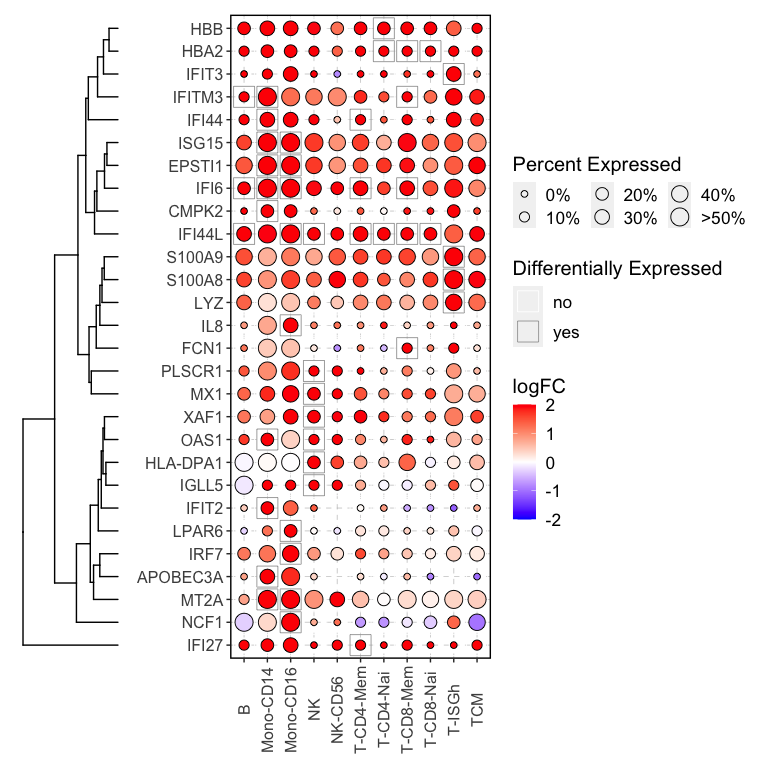 HBB
HBA2
IFIT3
IFITM3
IFI44
ISG15
EPSTI1
IFI6
CMPK2
IFI44L
S100A9
S100A8
LYZ
IL8
FCN1
PLSCR1
MX1
XAF1
OAS1
HLA-DPA1
IGLL5
IFIT2
LPAR6
IRF7
APOBEC3A
MT2A
NCF1
IFI27
B
Mono-CD14
Mono-CD16
NK
NK-CD56
T-CD4-Mem
T-CD4-Nai
T-CD8-Mem
T-CD8-Nai
T-ISGh
TCM
Percent Expressed
0% 20% 40%
10% 30% >50%
Differentially Expressed
no
yes
logFC
2
1
0
-1
-2